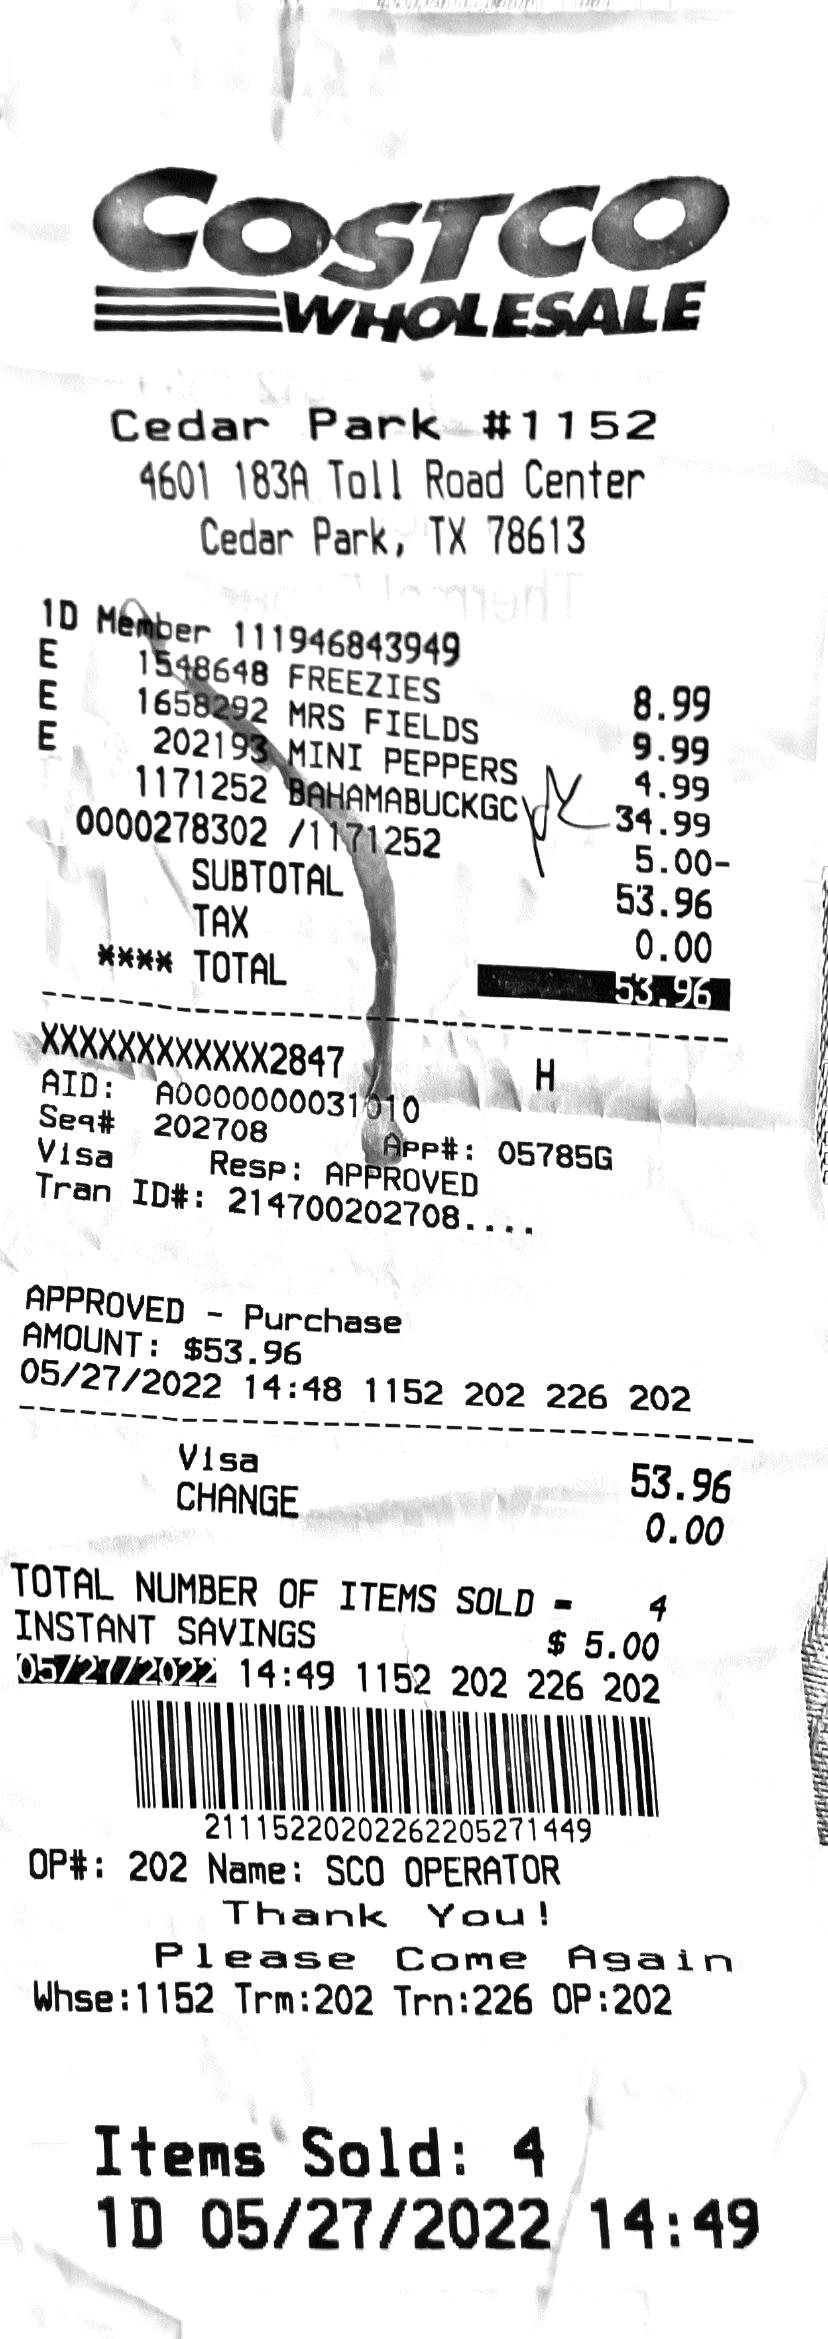 COSTCO
WHOLESALE
Cedar Park #1152
4601 183A Toll Road Center
Cedar Park, TX 78613
1D Member 111946843949
E 1548648 FREEZIES 8.99
E 1658292 MRS FIELDS 9.99
E 202193 MINI PEPPERS 4.99
1171252 BAHAMABUCKGC 34.99
0000278302 /1171252 5.00-
SUBTOTAL 53.96
TAX 0.00
**** TOTAL 53.96
XXXXXXXXXXXX2847 H
AID: A0000000031010
Seq# 202708 App#: 05785G
Visa Resp: APPROVED
Tran ID#: 214700202708....
APPROVED - Purchase
AMOUNT: $53.96
05/27/2022 14:48 1152 202 226 202
Visa 53.96
CHANGE 0.00
TOTAL NUMBER OF ITEMS SOLD = 4
INSTANT SAVINGS $ 5.00
05/27/2022 14:49 1152 202 226 202
21115220202262205271449
OP#: 202 Name: SCO OPERATOR
Thank You!
Please Come Again
Whse:1152 Trm:202 Trn:226 OP:202
Items Sold: 4
1D 05/27/2022 14:49